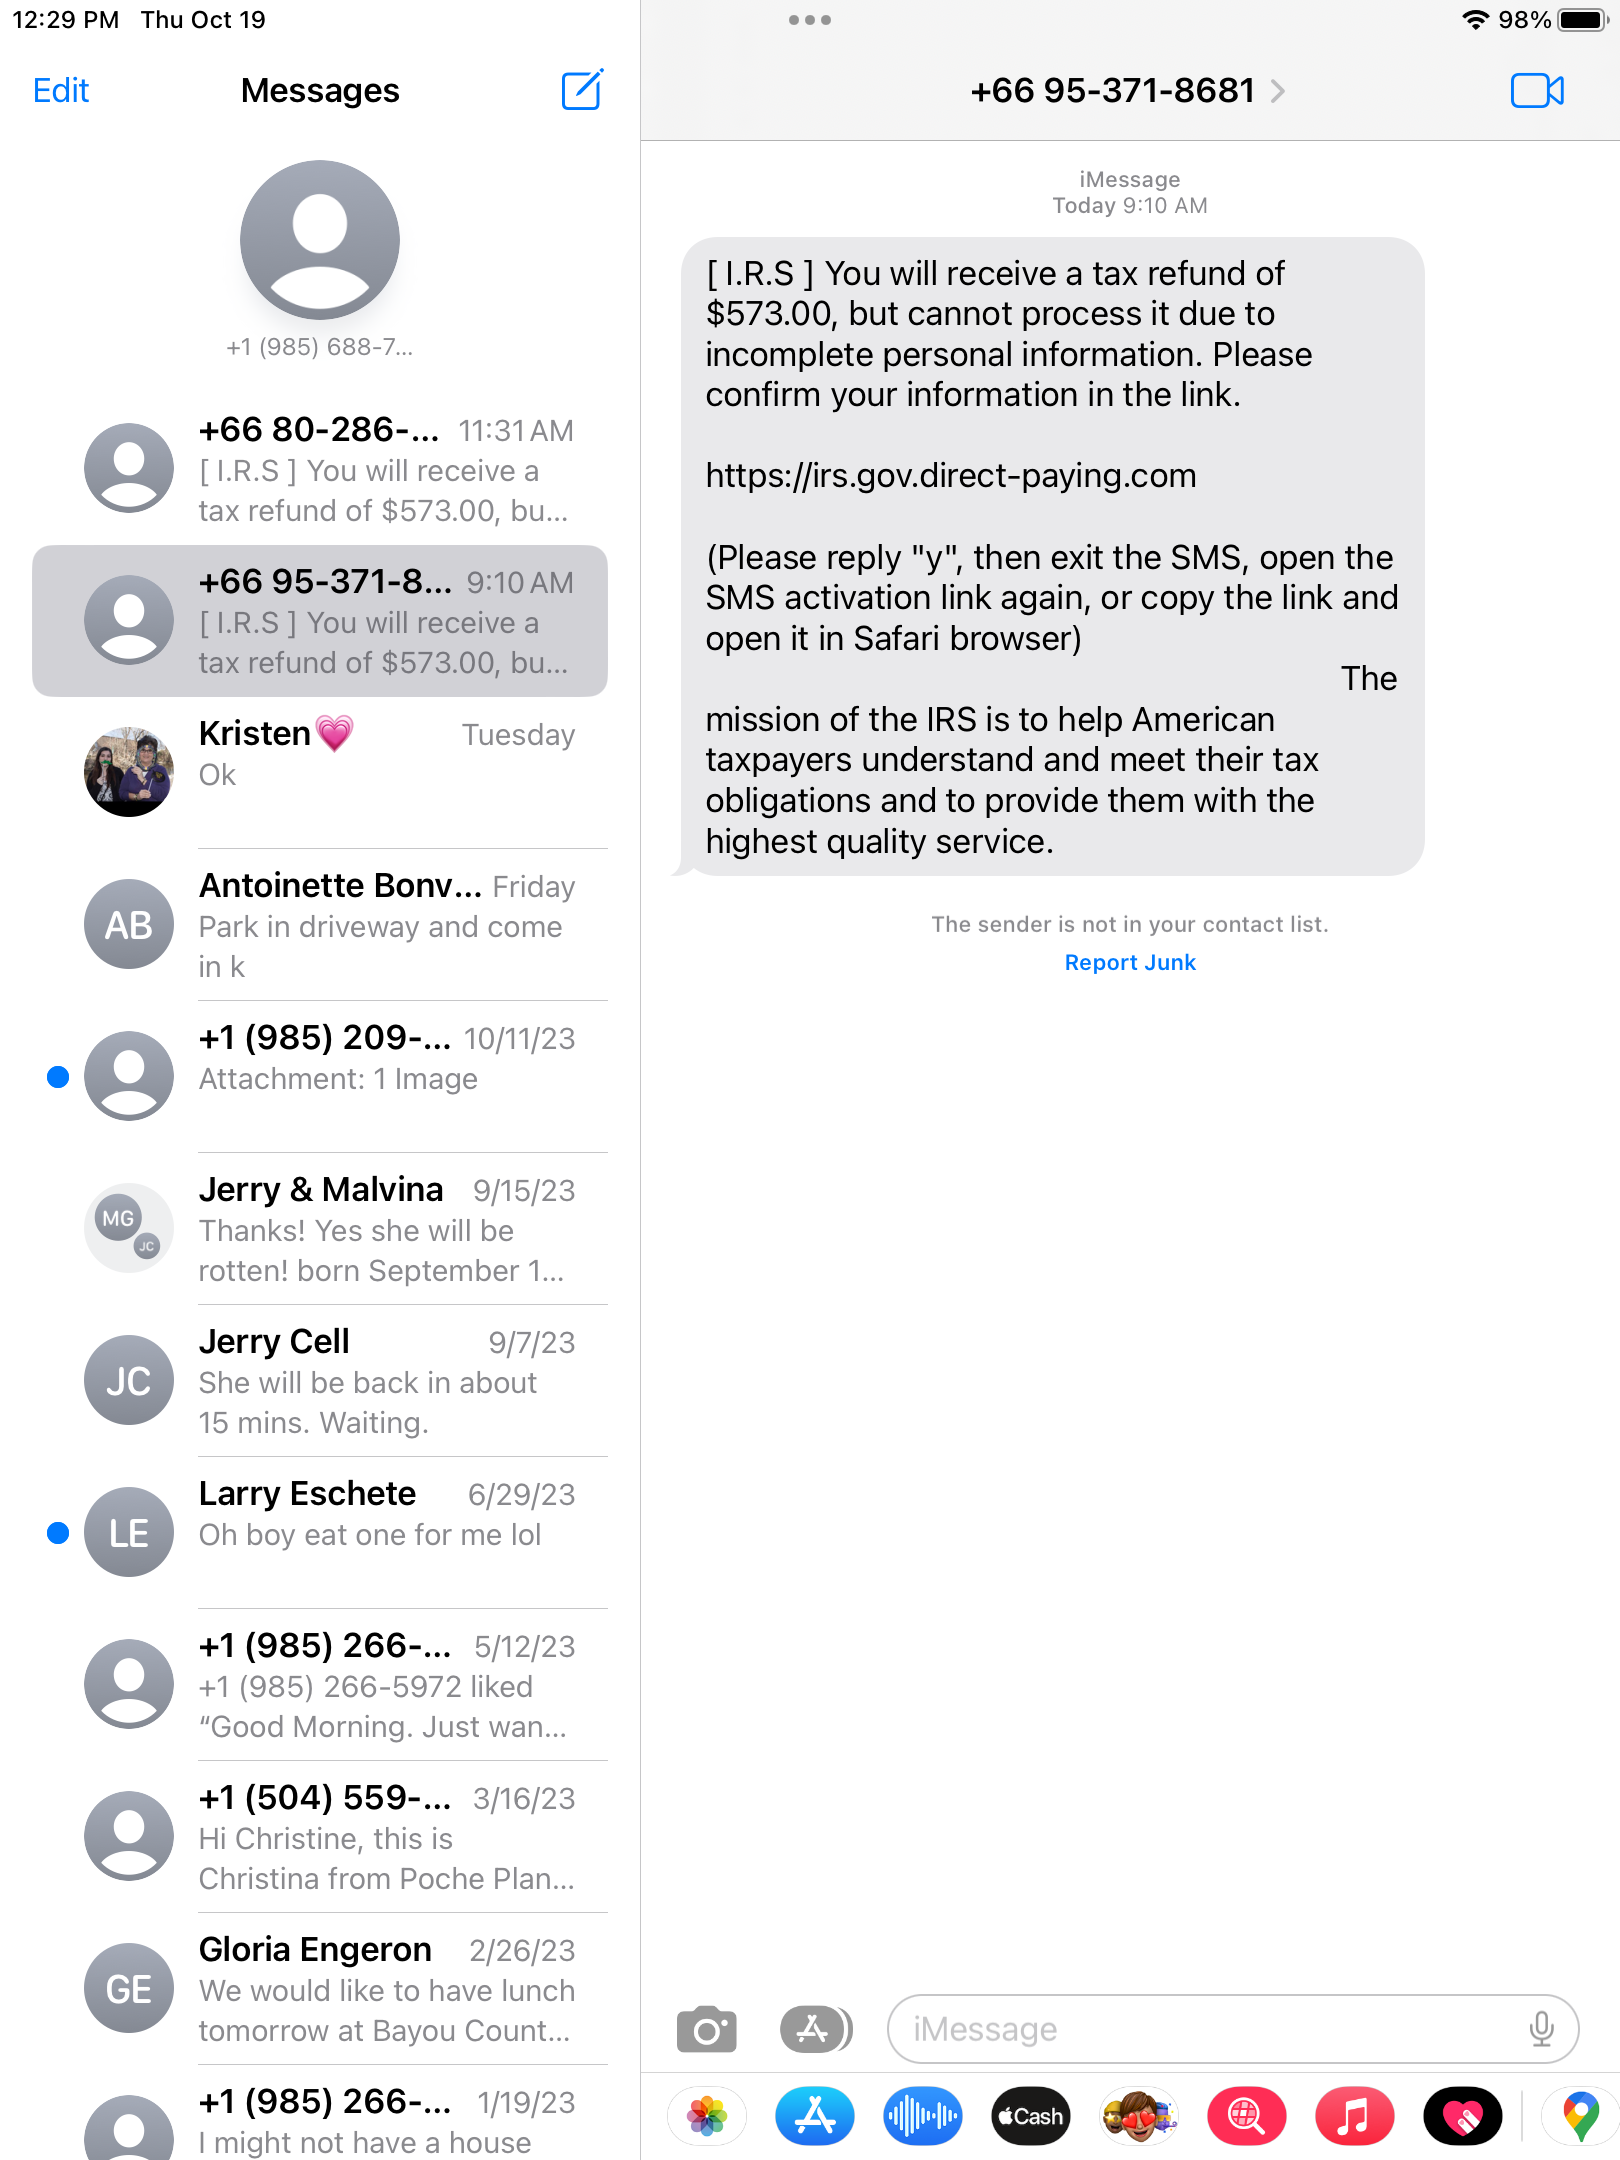 12:29 PM Thu Oct 19
98%
Edit
Messages
+1 (985) 688-7...
+66 80-286-... 11:31 AM
[ I.R.S ] You will receive a
tax refund of $573.00, bu...
+66 95-371-8... 9:10 AM
[ I.R.S ] You will receive a
tax refund of $573.00, bu...
Kristen💗 Tuesday
Ok
AB
Antoinette Bonv... Friday
Park in driveway and come
in k
+1 (985) 209-... 10/11/23
Attachment: 1 Image
MG
JC
Jerry & Malvina 9/15/23
Thanks! Yes she will be
rotten! born September 1...
JC
Jerry Cell 9/7/23
She will be back in about
15 mins. Waiting.
LE
Larry Eschete 6/29/23
Oh boy eat one for me lol
+1 (985) 266-... 5/12/23
+1 (985) 266-5972 liked
“Good Morning. Just wan...
+1 (504) 559-... 3/16/23
Hi Christine, this is
Christina from Poche Plan...
GE
Gloria Engeron 2/26/23
We would like to have lunch
tomorrow at Bayou Count...
+1 (985) 266-... 1/19/23
I might not have a house
+66 95-371-8681
iMessage
Today 9:10 AM
[ I.R.S ] You will receive a tax refund of
$573.00, but cannot process it due to
incomplete personal information. Please
confirm your information in the link.
https://irs.gov.direct-paying.com
(Please reply "y", then exit the SMS, open the
SMS activation link again, or copy the link and
open it in Safari browser)
The
mission of the IRS is to help American
taxpayers understand and meet their tax
obligations and to provide them with the
highest quality service.
The sender is not in your contact list.
Report Junk
iMessage
Cash